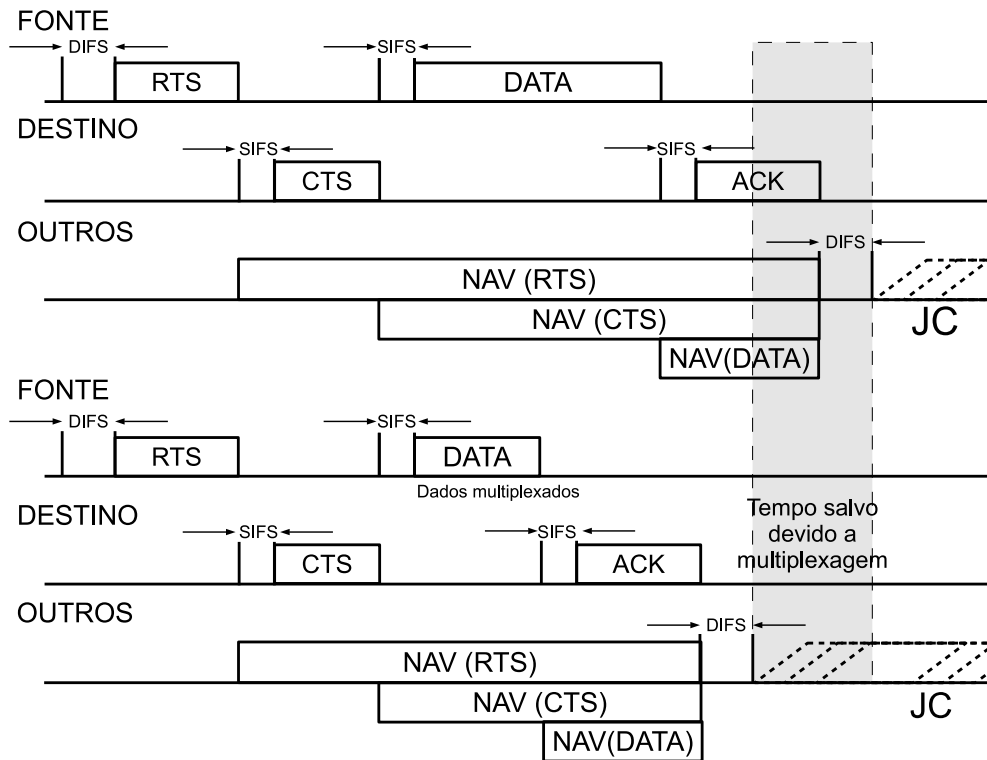 FONTE
DIFS
SIFS
RTS
DATA
DESTINO
SIFS
SIFS
CTS
ACK
OUTROS
DIFS
NAV (RTS)
NAV (CTS)
JC
NAV(DATA)
FONTE
DIFS
SIFS
RTS
DATA
Dados multiplexados
DESTINO
Tempo salvo
devido a
multiplexagem
SIFS
SIFS
CTS
ACK
OUTROS
DIFS
NAV (RTS)
NAV (CTS)
JC
NAV(DATA)